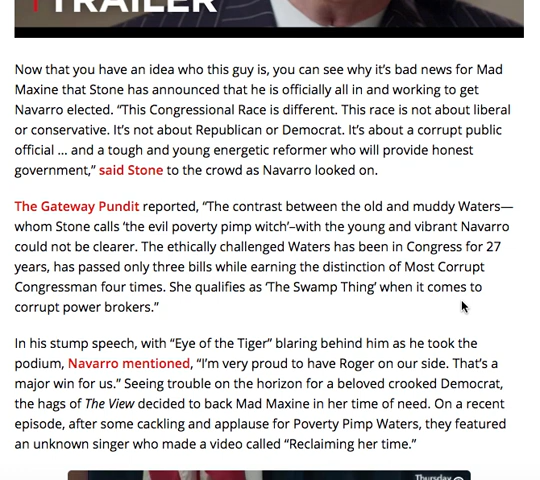 TRAILER
Now that you have an idea who this guy is, you can see why it's bad news for Mad
Maxine that Stone has announced that he is officially all in and working to get
Navarro elected. “This Congressional Race is different. This race is not about liberal
or conservative. It's not about Republican or Democrat. It's about a corrupt public
official ... and a tough and young energetic reformer who will provide honest
government,” said Stone to the crowd as Navarro looked on.
The Gateway Pundit reported, “The contrast between the old and muddy Waters—
whom Stone calls ‘the evil poverty pimp witch’–with the young and vibrant Navarro
could not be clearer. The ethically challenged Waters has been in Congress for 27
years, has passed only three bills while earning the distinction of Most Corrupt
Congressman four times. She qualifies as ‘The Swamp Thing’ when it comes to
corrupt power brokers.”
In his stump speech, with “Eye of the Tiger” blaring behind him as he took the
podium, Navarro mentioned, “I'm very proud to have Roger on our side. That's a
major win for us.” Seeing trouble on the horizon for a beloved crooked Democrat,
the hags of The View decided to back Mad Maxine in her time of need. On a recent
episode, after some cackling and applause for Poverty Pimp Waters, they featured
an unknown singer who made a video called “Reclaiming her time.”
Thursday